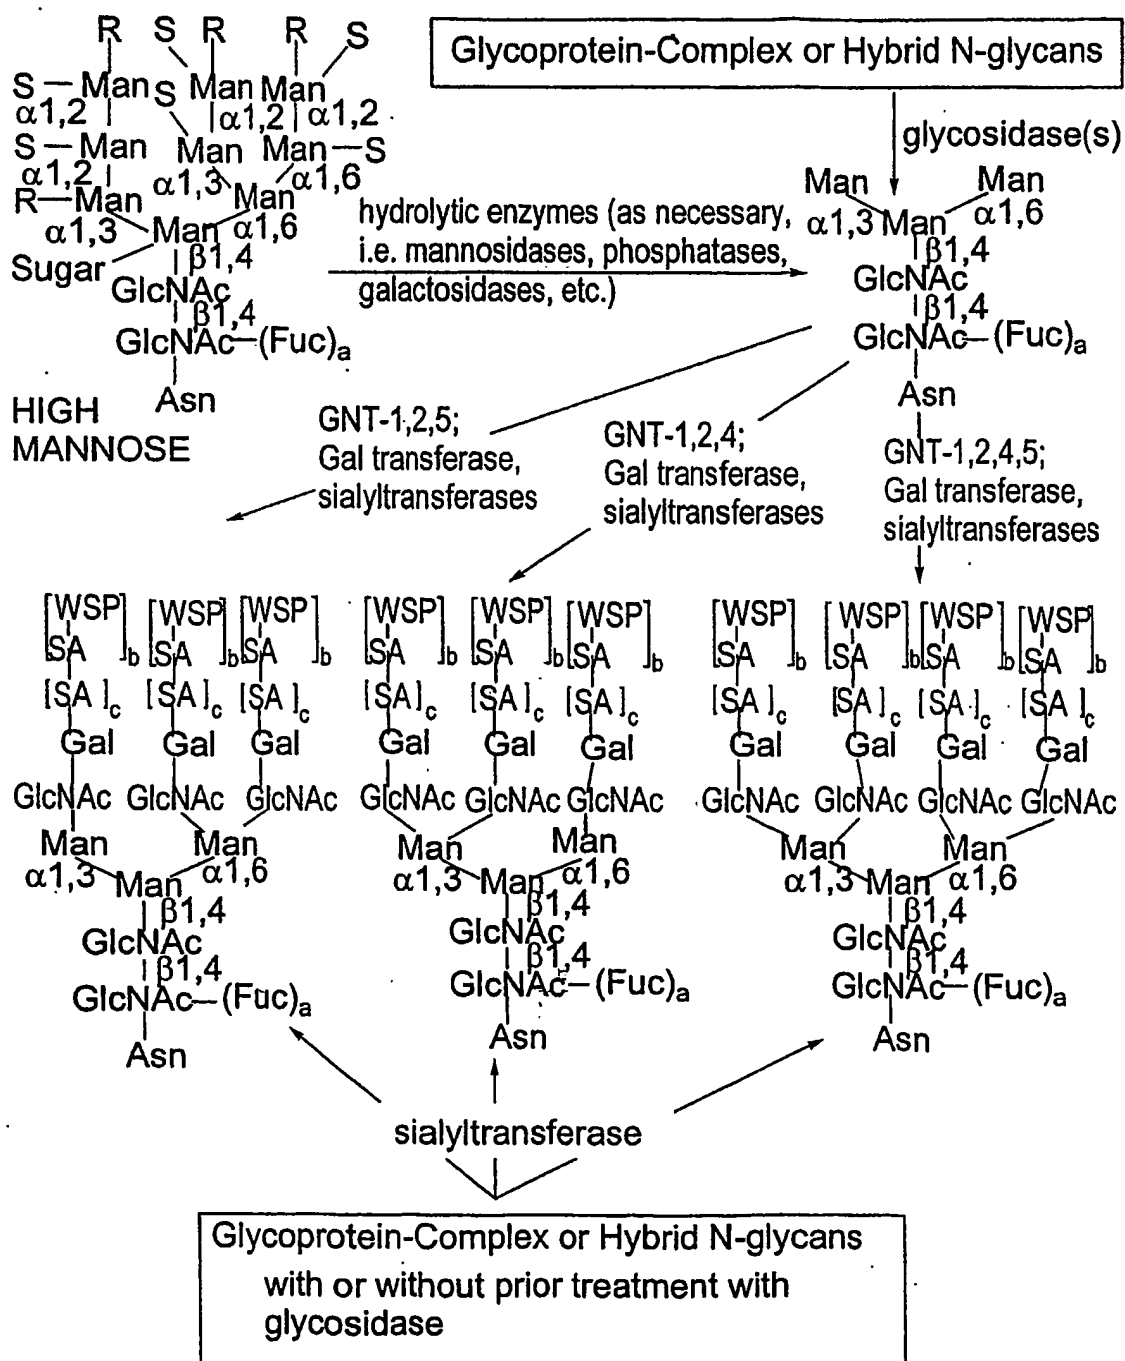 R S R R S
Glycoprotein-Complex or Hybrid N-glycans
S—Man S Man Man
α1,2 α1,2 α1,2
glycosidase(s)
S—Man Man Man—S
α1,2 α1,3 α1,6
R—Man Man
α1,3 Man α1,6
Sugar β1,4
GlcNAc
β1,4
GlcNAc—(Fuc)a
Asn
HIGH
MANNOSE
hydrolytic enzymes (as necessary,
i.e. mannosidases, phosphatases,
galactosidases, etc.)
Man Man
α1,3 Man α1,6
β1,4
GlcNAc
β1,4
GlcNAc—(Fuc)a
Asn
GNT-1,2,5;
Gal transferase,
sialyltransferases
GNT-1,2,4;
Gal transferase,
sialyltransferases
GNT-1,2,4,5;
Gal transferase,
sialyltransferases
[WSP [WSP] [WSP] [WSP] [WSP] [WSP] [WSP] [WSP] [WSP] [WSP]
SA]b SA]b SA]b SA]b SA]b SA]b SA]b SA]b SA]b SA]b
[SA]c [SA]c [SA]c [SA]c [SA]c [SA]c [SA]c [SA]c [SA]c [SA]c
Gal Gal Gal Gal Gal Gal Gal Gal Gal Gal
GlcNAc GlcNAc GlcNAc GlcNAc GlcNAc GlcNAc GlcNAc GlcNAc GlcNAc GlcNAc
Man Man Man Man Man Man
α1,3 Man α1,6 α1,3 Man α1,6 α1,3 Man α1,6
β1,4 β1,4 β1,4
GlcNAc GlcNAc GlcNAc
β1,4 β1,4 β1,4
GlcNAc—(Fuc)a GlcNAc—(Fuc)a GlcNAc—(Fuc)a
Asn Asn Asn
sialyltransferase
Glycoprotein-Complex or Hybrid N-glycans
with or without prior treatment with
glycosidase